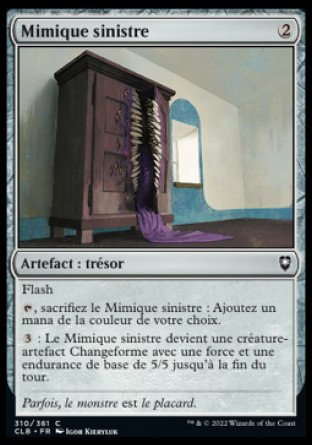 Mimique sinistre 2
Artefact : trésor
Flash
, sacrifiez le Mimique sinistre : Ajoutez un
mana de la couleur de votre choix.
3 : Le Mimique sinistre devient une créature-
artefact Changeforme avec une force et une
endurance de base de 5/5 jusqu'à la fin du
tour.
Parfois, le monstre est le placard.
310/361 C
CLB • FR Igor Kieryluk
™ & © 2022 Wizards of the Coast